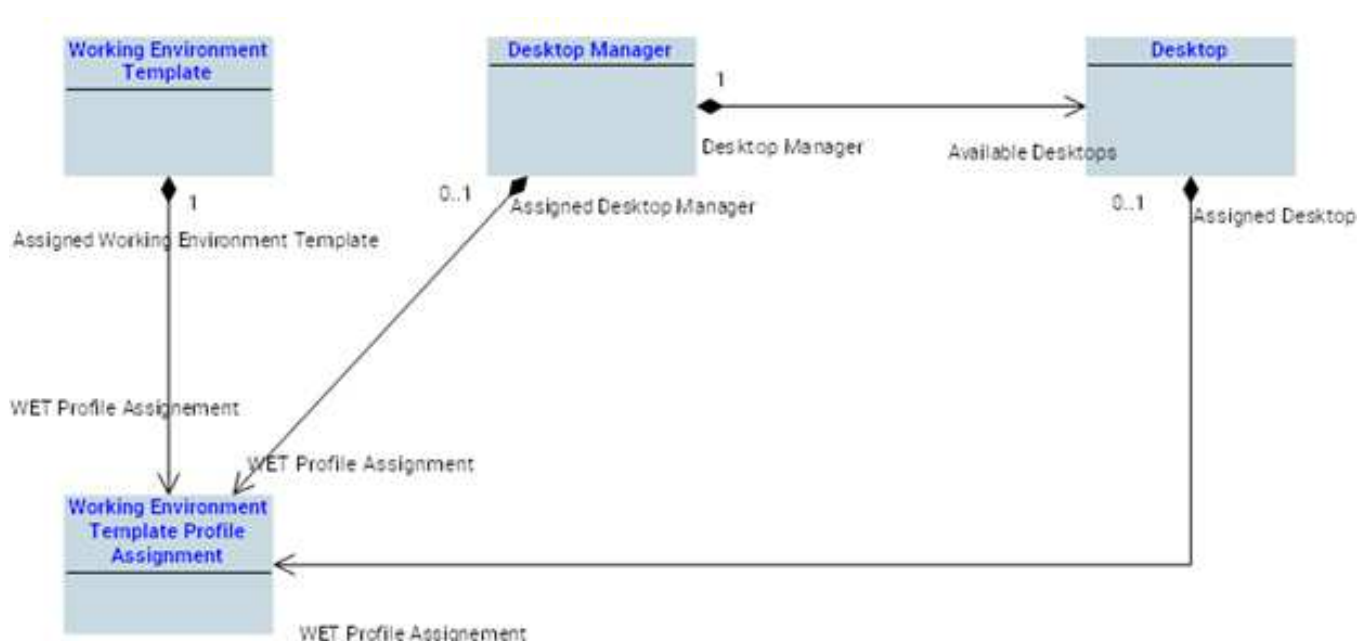 Working Environment
Template
Desktop Manager
Desktop
1
Desktop Manager
Available Desktops
1
0..1
Assigned Desktop Manager
0..1
Assigned Desktop
Assigned Working Environment Template
WET Profile Assignement
WET Profile Assignment
Working Environment
Template Profile
Assignment
WET Profile Assignement